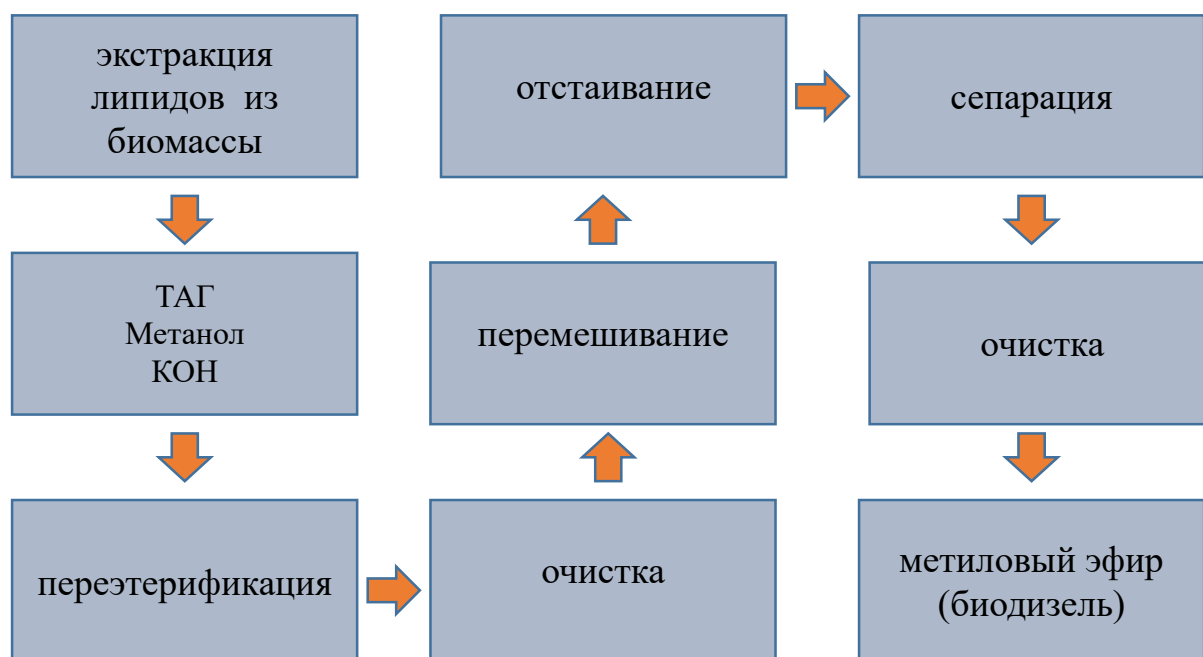 экстракция
липидов из
биомассы
ТАГ
Метанол
КОН
переэтерификация
очистка
перемешивание
отстаивание
сепарация
очистка
метиловый эфир
(биодизель)